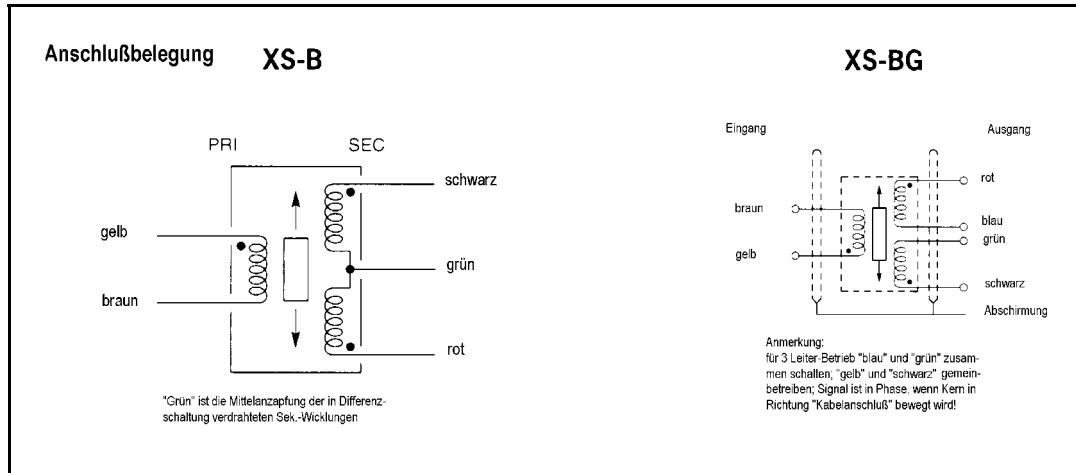 Anschlußbelegung
XS-B
PRI
SEC
schwarz
gelb
grün
braun
rot
"Grün" ist die Mittelanzapfung der in Differenz-
schaltung verdrahteten Sek.-Wicklungen
XS-BG
Eingang
Ausgang
rot
braun
blau
grün
gelb
schwarz
Abschirmung
Anmerkung:
für 3 Leiter-Betrieb "blau" und "grün" zusam-
men schalten; "gelb" und "schwarz" gemein-
betreiben; Signal ist in Phase, wenn Kern in
Richtung "Kabelanschluß" bewegt wird!